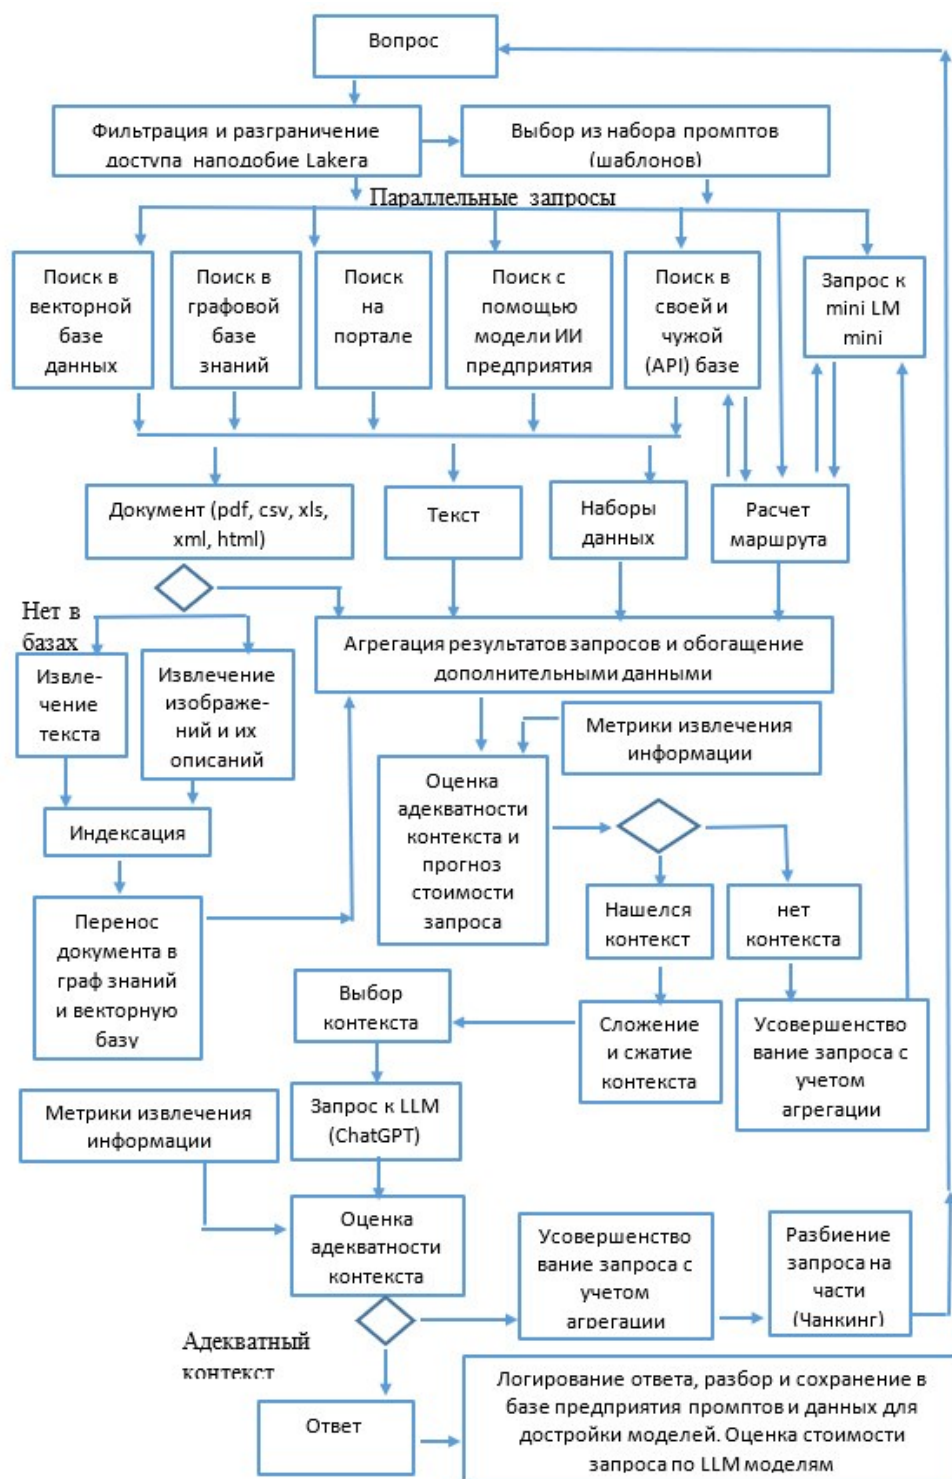 Вопрос
Фильтрация и разграничение
доступа наподобие Lakera
Выбор из набора промптов
(шаблонов)
Параллельные запросы
Поиск в
векторной
базе
данных
Поиск в
графовой
базе
знаний
Поиск
на
портале
Поиск с
помощью
модели ИИ
предприятия
Поиск в
своей и
чужой
(API) базе
Запрос к
mini LM
mini
Документ (pdf, csv, xls,
xml, html)
Текст
Наборы
данных
Расчет
маршрута
Нет в
базах
Извле-
чение
текста
Извлечение
изображе-
ний и их
описаний
Агрегация результатов запросов и обогащение
дополнительными данными
Метрики извлечения
информации
Оценка
адекватности
контекста и
прогноз
стоимости
запроса
Индексация
Перенос
документа в
граф знаний
и векторную
базу
Нашелся
контекст
нет
контекста
Выбор
контекста
Сложение
и сжатие
контекста
Усовершенство
вание запроса с
учетом
агрегации
Запрос к LLM
(ChatGPT)
Метрики извлечения
информации
Оценка
адекватности
контекста
Усовершенство
вание запроса с
учетом
агрегации
Разбиение
запроса на
части
(Чанкинг)
Адекватный
контекст
Ответ
Логирование ответа, разбор и сохранение в
базе предприятия промптов и данных для
достройки моделей. Оценка стоимости
запроса по LLM моделям